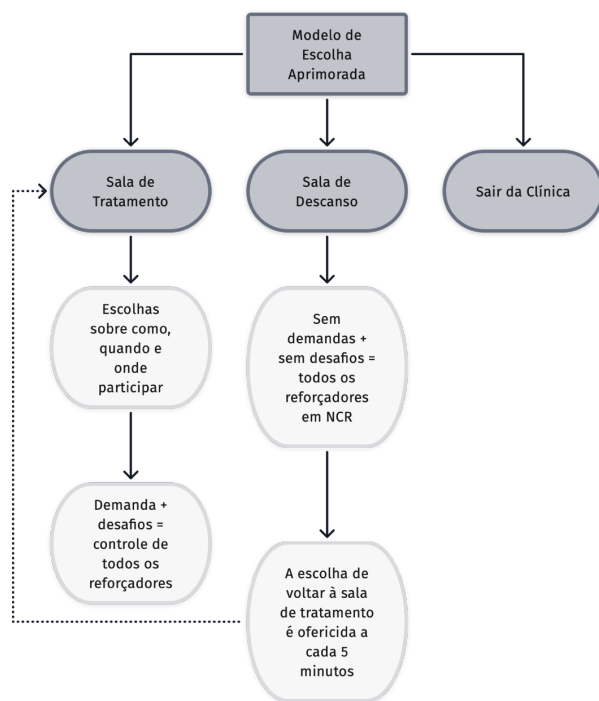 Modelo de
Escolha
Aprimorada
Sala de
Tratamento
Sala de
Descanso
Sair da Clínica
Escolhas
sobre como,
quando e
onde
participar
Sem
demandas +
sem desafios =
todos os
reforçadores
em NCR
Demanda +
desafios =
controle de
todos os
reforçadores
A escolha de
voltar à sala
de tratamento
é ofericida a
cada 5
minutos